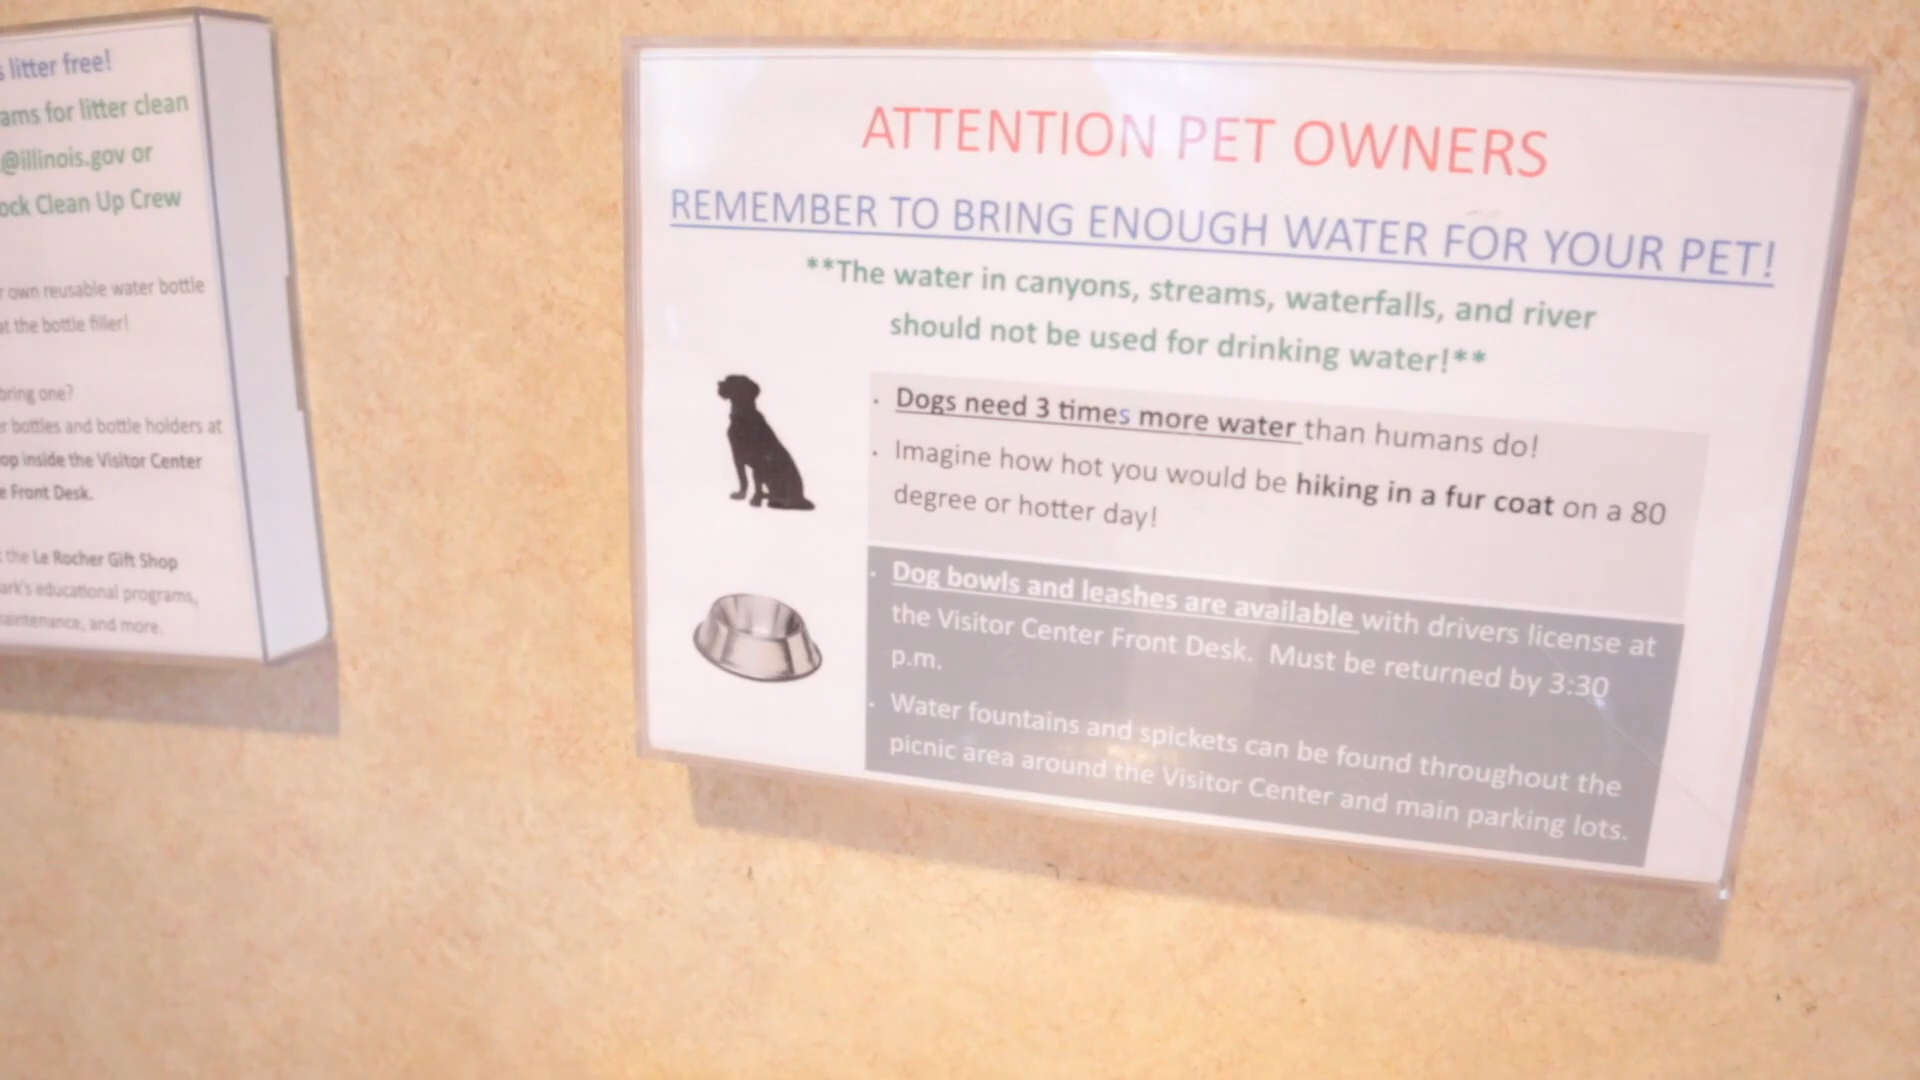 s litter free!
ams for litter clean
@illinois.gov or
ock Clean Up Crew
r own reusable water bottle
at the bottle filler!
bring one?
r bottles and bottle holders at
op inside the Visitor Center
e Front Desk.
t the Le Rocher Gift Shop
ark's educational programs,
aintenance, and more.
ATTENTION PET OWNERS
REMEMBER TO BRING ENOUGH WATER FOR YOUR PET!
**The water in canyons, streams, waterfalls, and river
should not be used for drinking water!**
• Dogs need 3 times more water than humans do!
• Imagine how hot you would be hiking in a fur coat on a 80
degree or hotter day!
• Dog bowls and leashes are available with drivers license at
the Visitor Center Front Desk. Must be returned by 3:30
p.m.
• Water fountains and spickets can be found throughout the
picnic area around the Visitor Center and main parking lots.